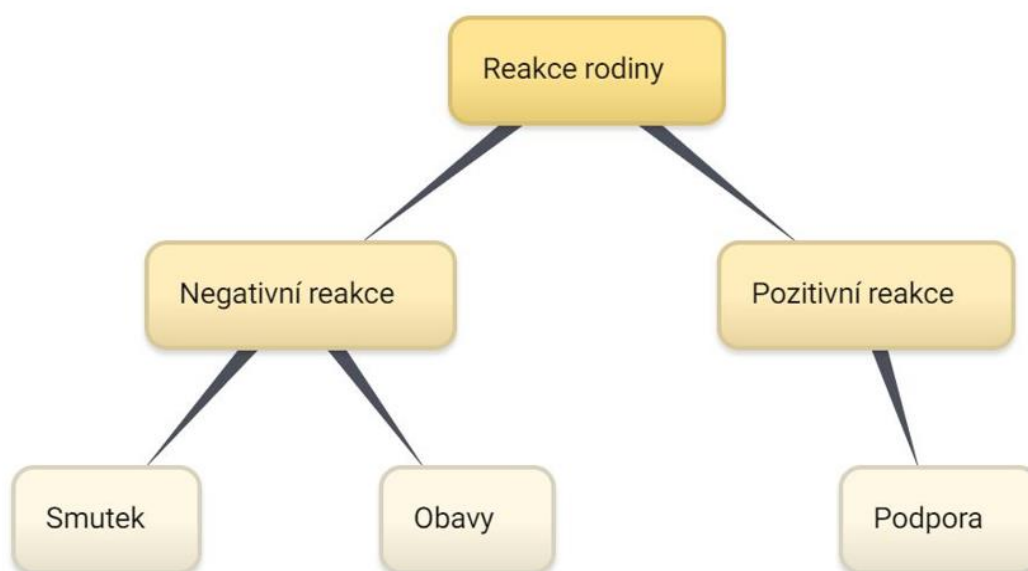 Reakce rodiny
Negativní reakce
Pozitivní reakce
Smutek
Obavy
Podpora